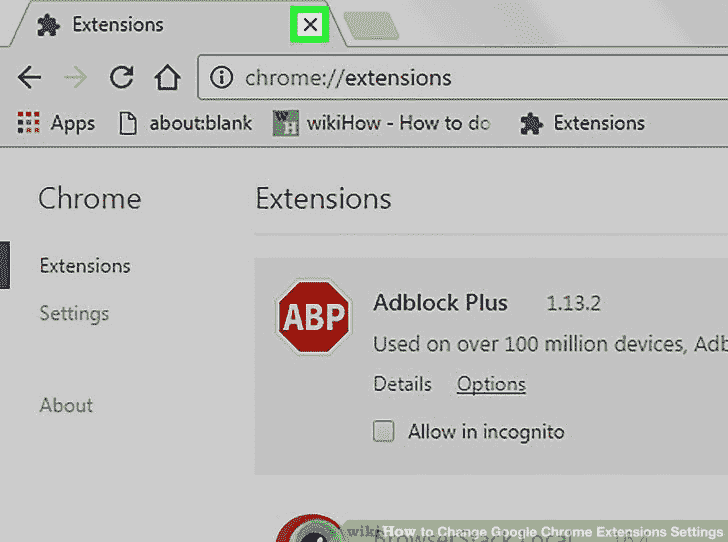 Extensions
chrome://extensions
Apps about:blank wikiHow - How to do Extensions
Chrome
Extensions
Settings
About
Extensions
ABP
Adblock Plus 1.13.2
Used on over 100 million devices, Adb
Details Options
Allow in incognito
wikiHow to Change Google Chrome Extensions Settings